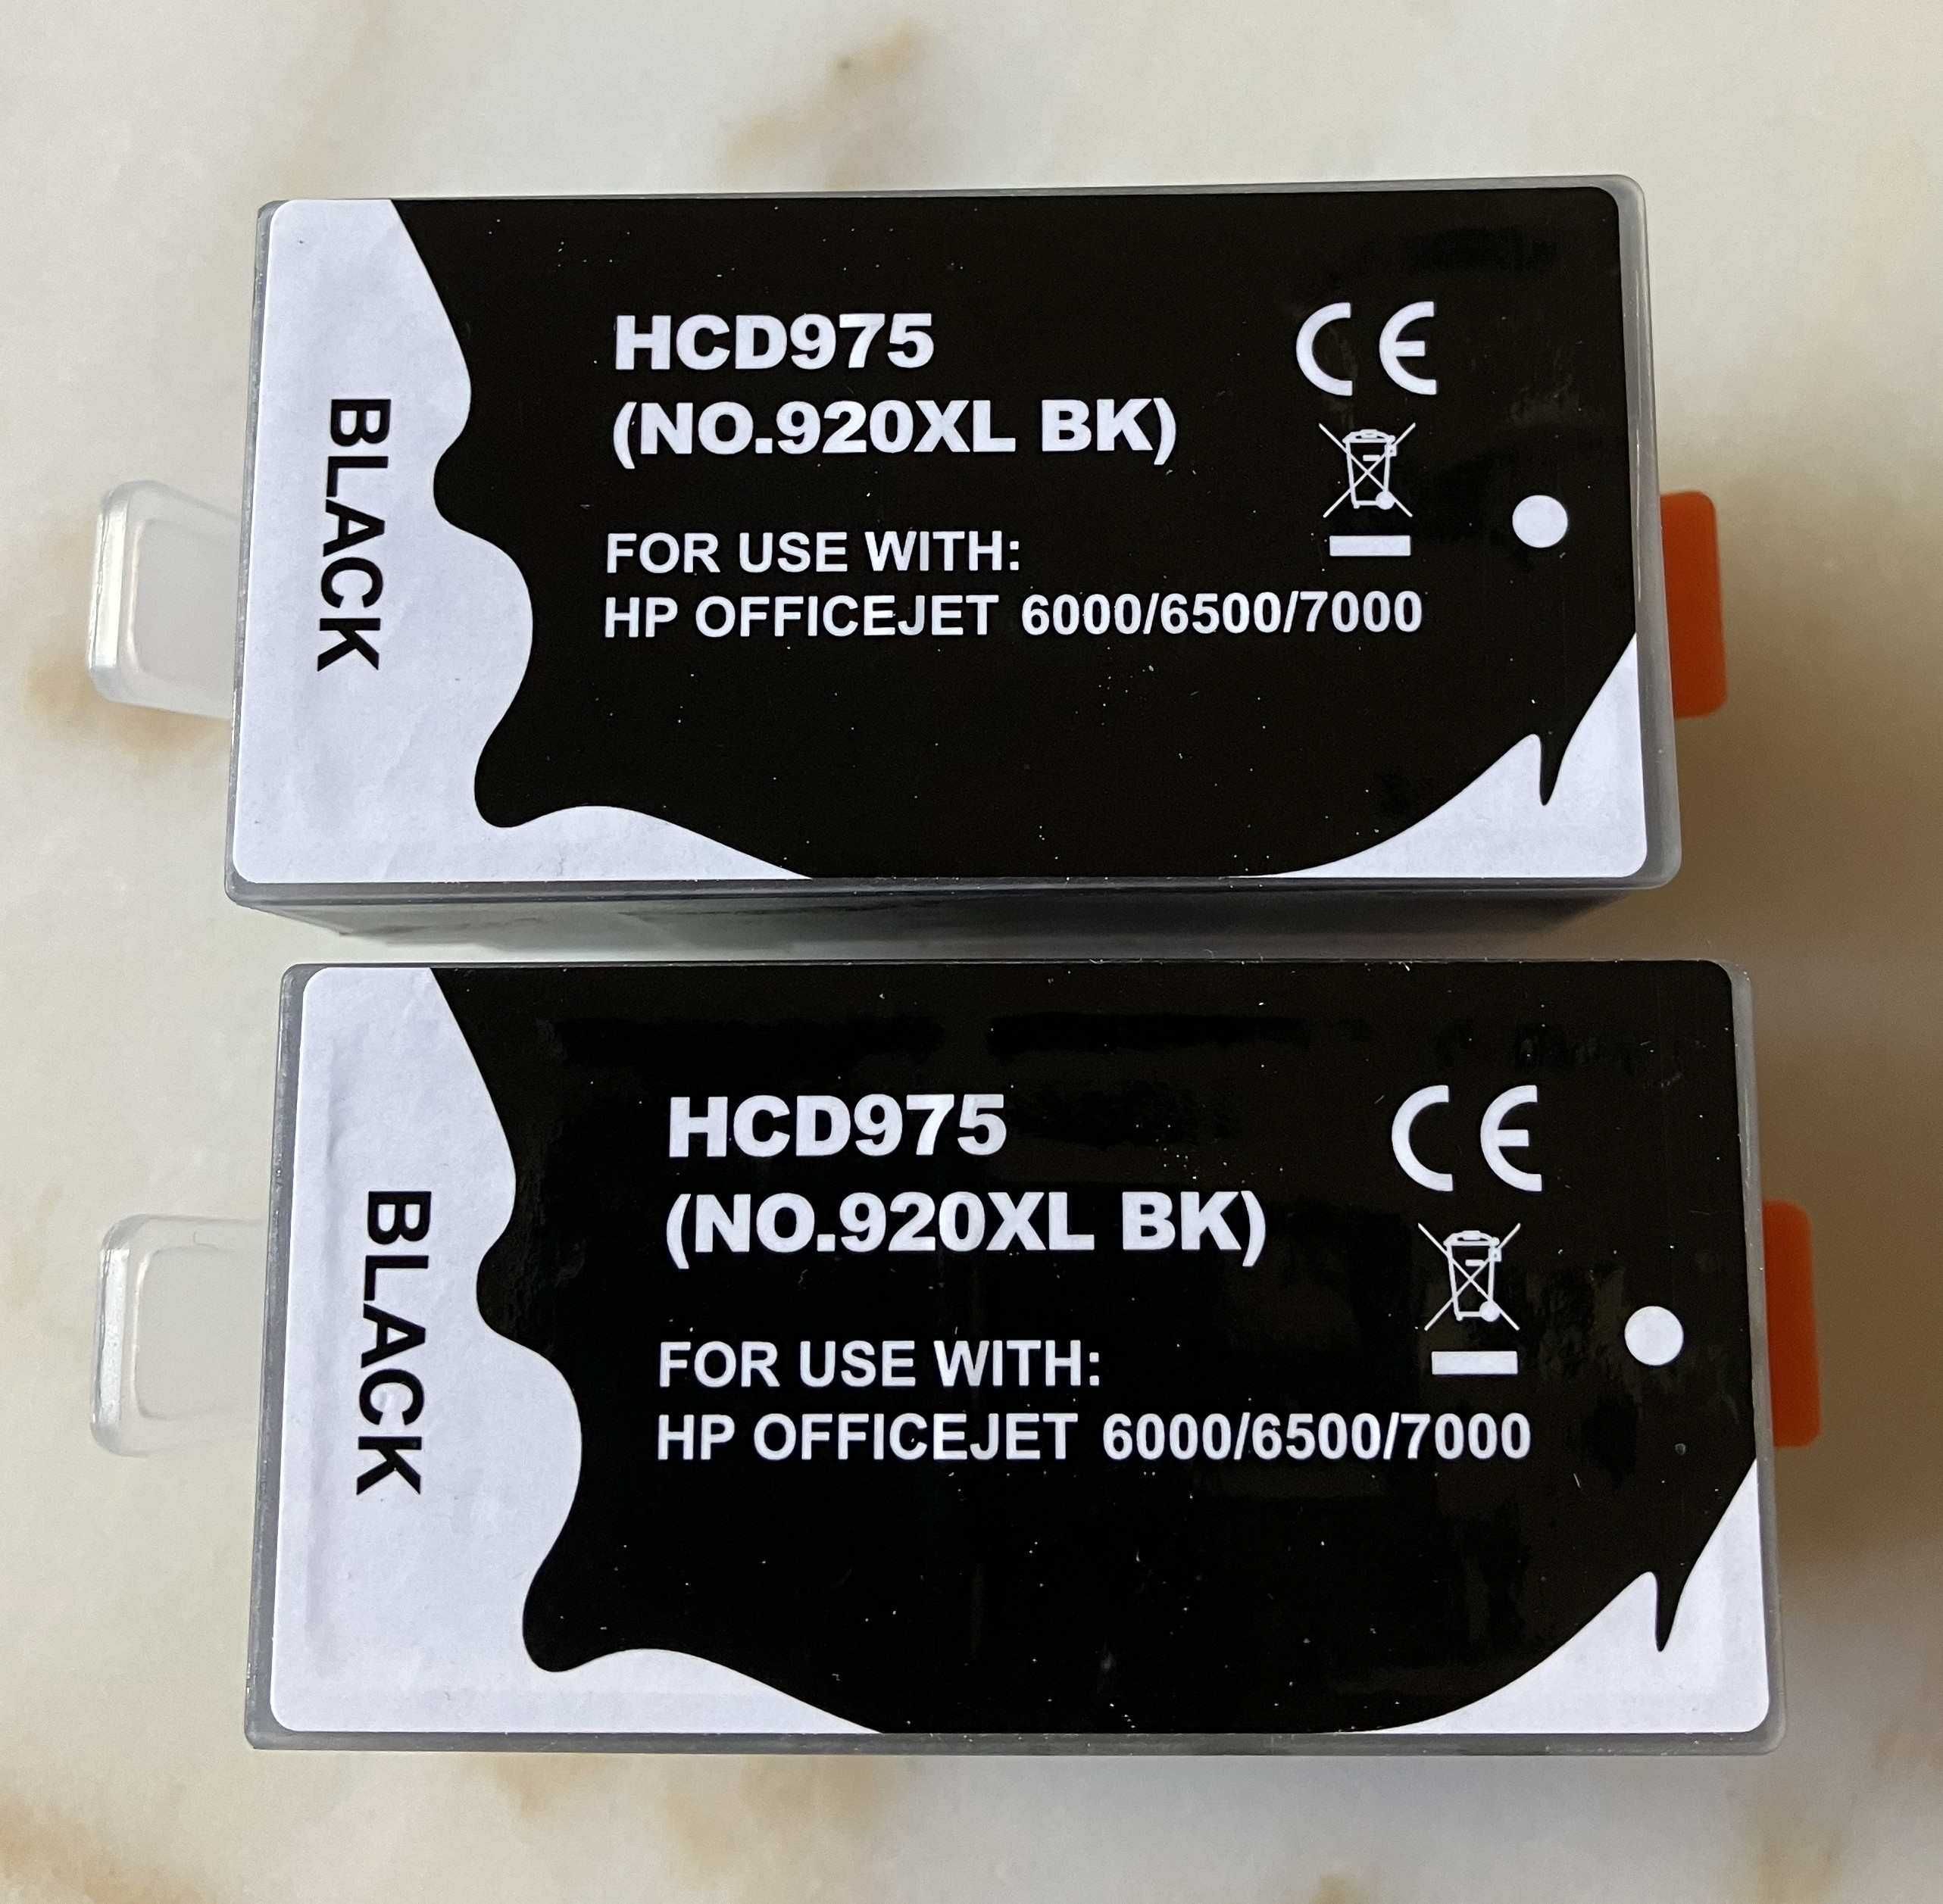 BLACK
HCD975
(NO.920XL BK)
FOR USE WITH:
HP OFFICEJET 6000/6500/7000
CE
BLACK
HCD975
(NO.920XL BK)
FOR USE WITH:
HP OFFICEJET 6000/6500/7000
CE